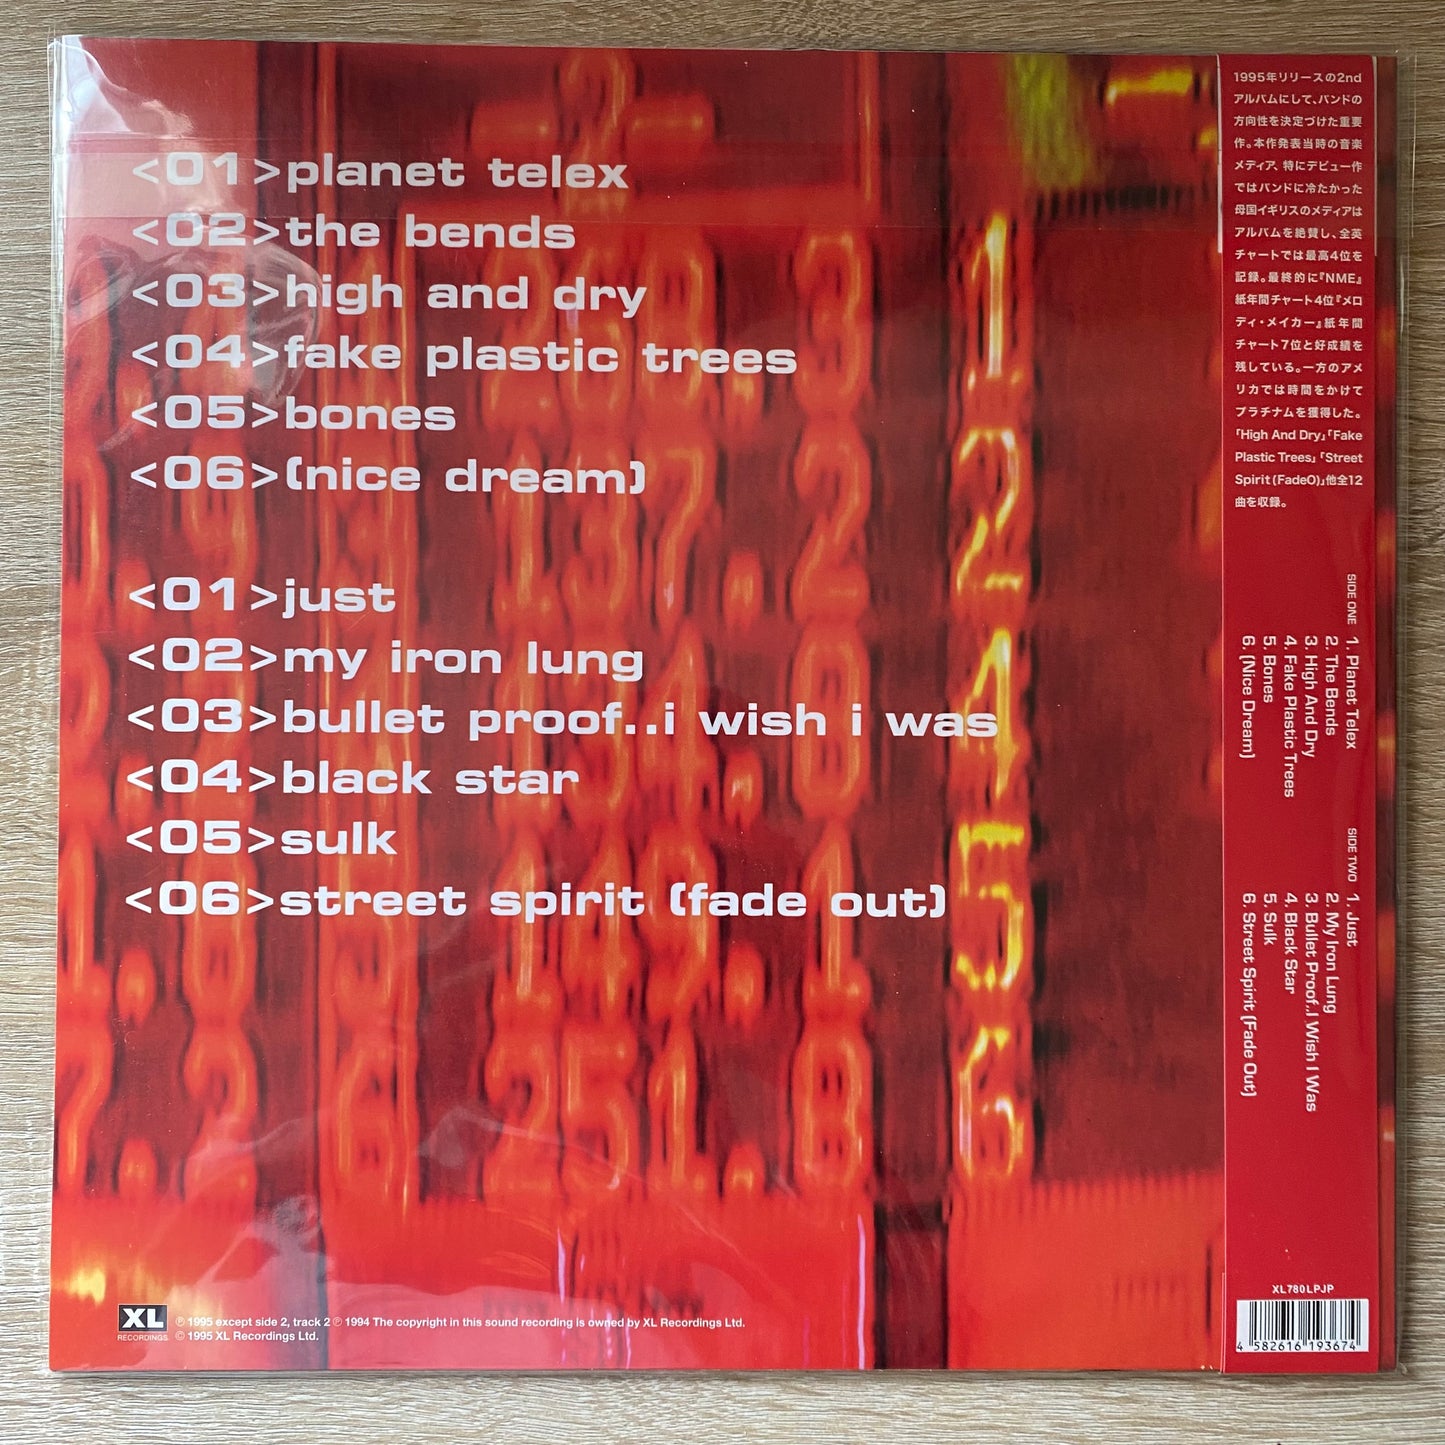 <01>planet telex
<02>the bends
<03>high and dry
<04>fake plastic trees
<05>bones
<06>(nice dream)
<01>just
<02>my iron lung
<03>bullet proof..i wish i was
<04>black star
<05>sulk
<06>street spirit (fade out)
XL
RECORDINGS
℗ 1995 except side 2, track 2 ℗ 1994 The copyright in this sound recording is owned by XL Recordings Ltd.
© 1995 XL Recordings Ltd.
1995年リリースの2nd
アルバムにして、バンドの
方向性を決定づけた重要
作。本作発表当時の音楽
メディア、特にデビュー作
ではバンドに冷たかった
母国イギリスのメディアは
アルバムを絶賛し、全英
チャートでは最高4位を
記録。最終的に『NME』
紙年間チャート4位『メロ
ディ・メイカー』紙年間
チャート7位と好成績を
残している。一方のアメ
リカでは時間をかけて
プラチナムを獲得した。
「High And Dry」「Fake
Plastic Trees」「Street
Spirit (FadeO)」他全12
曲を収録。
SIDE ONE
1. Planet Telex
2. The Bends
3. High And Dry
4. Fake Plastic Trees
5. Bones
6. (Nice Dream)
SIDE TWO
1. Just
2. My Iron Lung
3. Bullet Proof..I Wish I Was
4. Black Star
5. Sulk
6. Street Spirit (Fade Out)
XL780LPJP
4 582616 193674